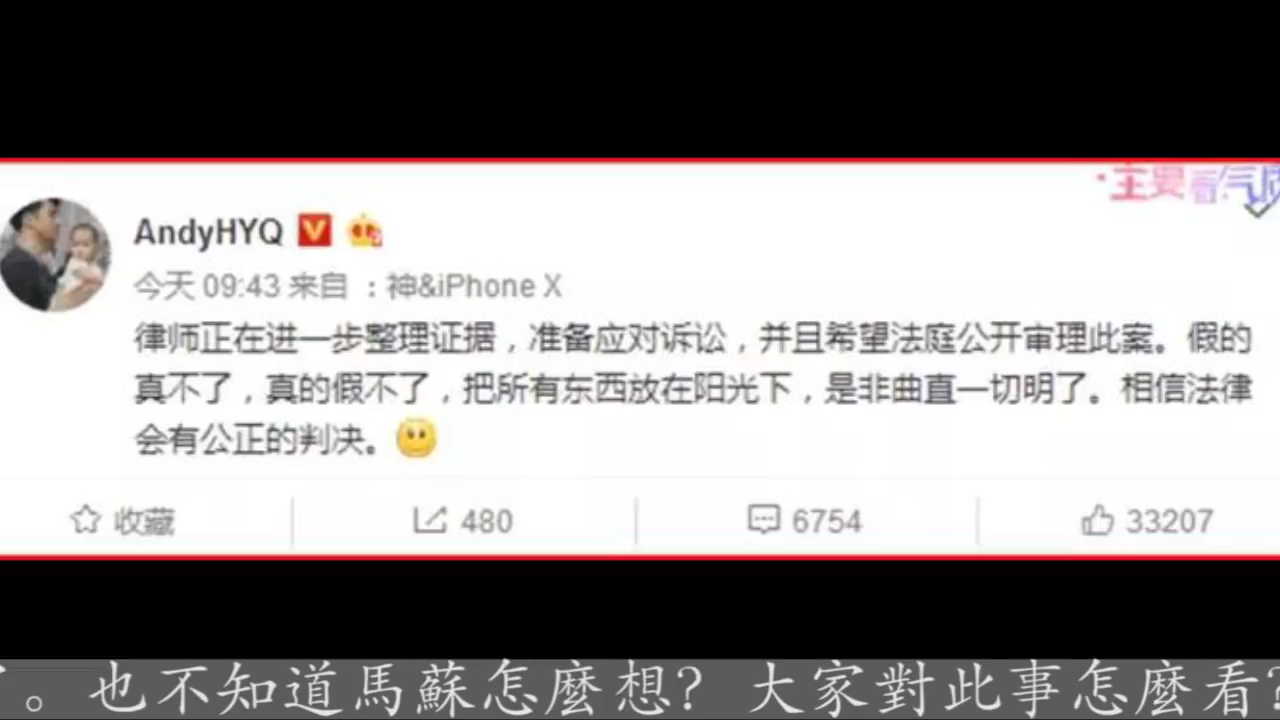 ·主要看气质
AndyHYQ
今天 09:43 来自 : 神&iPhone X
律师正在进一步整理证据，准备应对诉讼，并且希望法庭公开审理此案。假的
真不了，真的假不了，把所有东西放在阳光下，是非曲直一切明了。相信法律
会有公正的判决。
收藏 480 6754 33207
。也不知道馬蘇怎麼想? 大家對此事怎麼看?